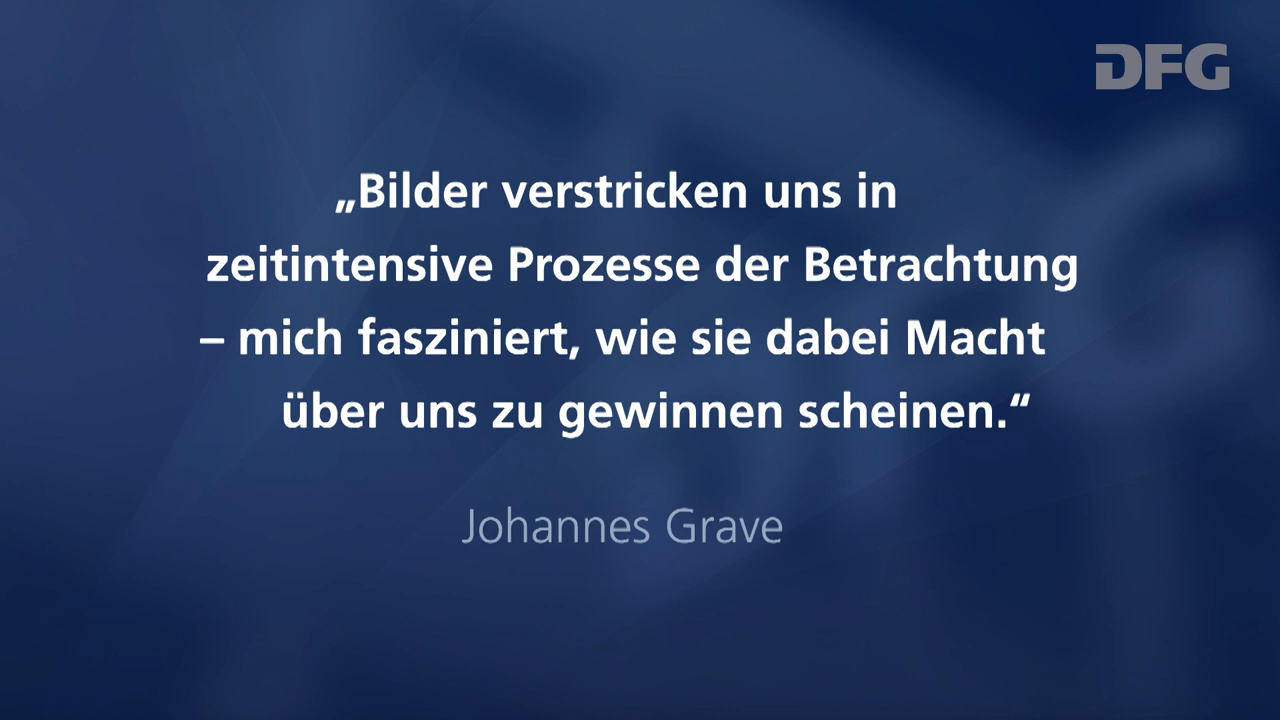 DFG
„Bilder verstricken uns in
zeitintensive Prozesse der Betrachtung
– mich fasziniert, wie sie dabei Macht
über uns zu gewinnen scheinen.“
Johannes Grave